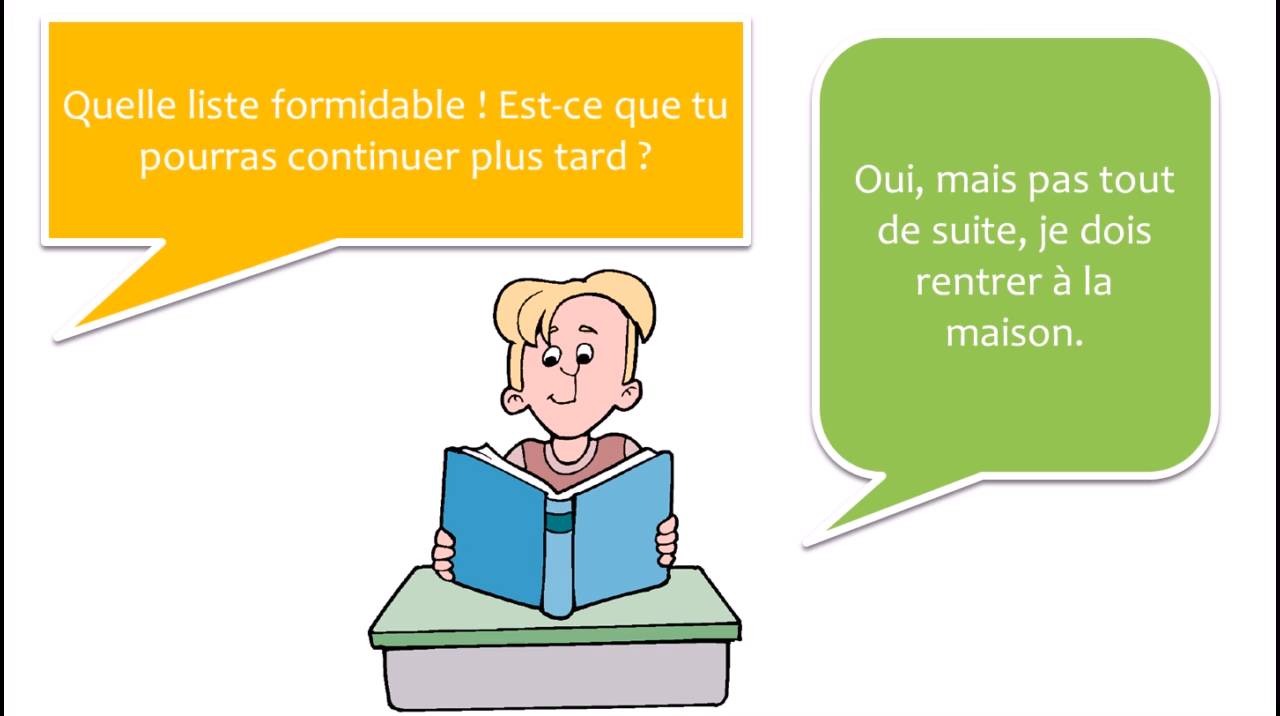 Quelle liste formidable ! Est-ce que tu
pourras continuer plus tard ?
Oui, mais pas tout
de suite, je dois
rentrer à la
maison.